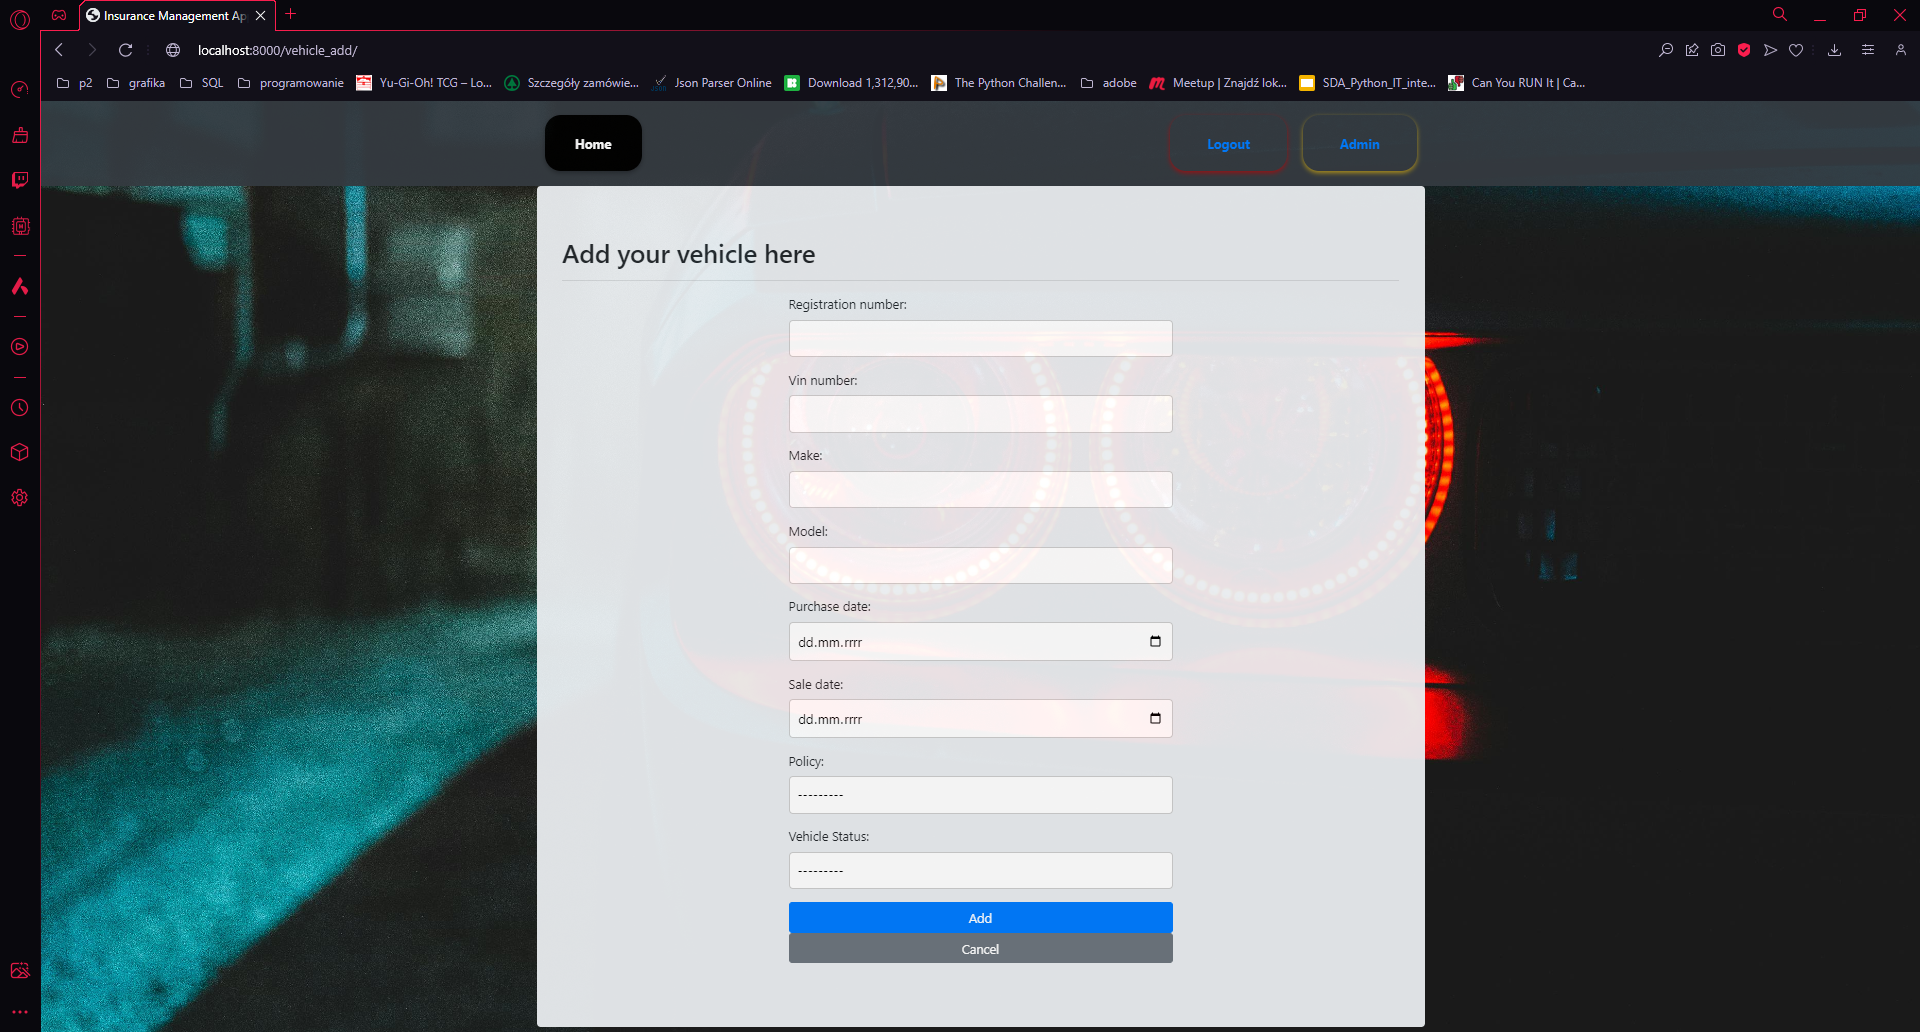 Insurance Management Ap
localhost:8000/vehicle_add/
p2
grafika
SQL
programowanie
Yu-Gi-Oh! TCG – Lo...
Szczegóły zamówie...
Json Parser Online
Download 1,312,90...
The Python Challen...
adobe
Meetup | Znajdź lok...
SDA_Python_IT_inte...
Can You RUN It | Ca...
Home
Logout
Admin
Add your vehicle here
Registration number:
Vin number:
Make:
Model:
Purchase date:
dd.mm.rrrr
Sale date:
dd.mm.rrrr
Policy:
---------
Vehicle Status:
---------
Add
Cancel